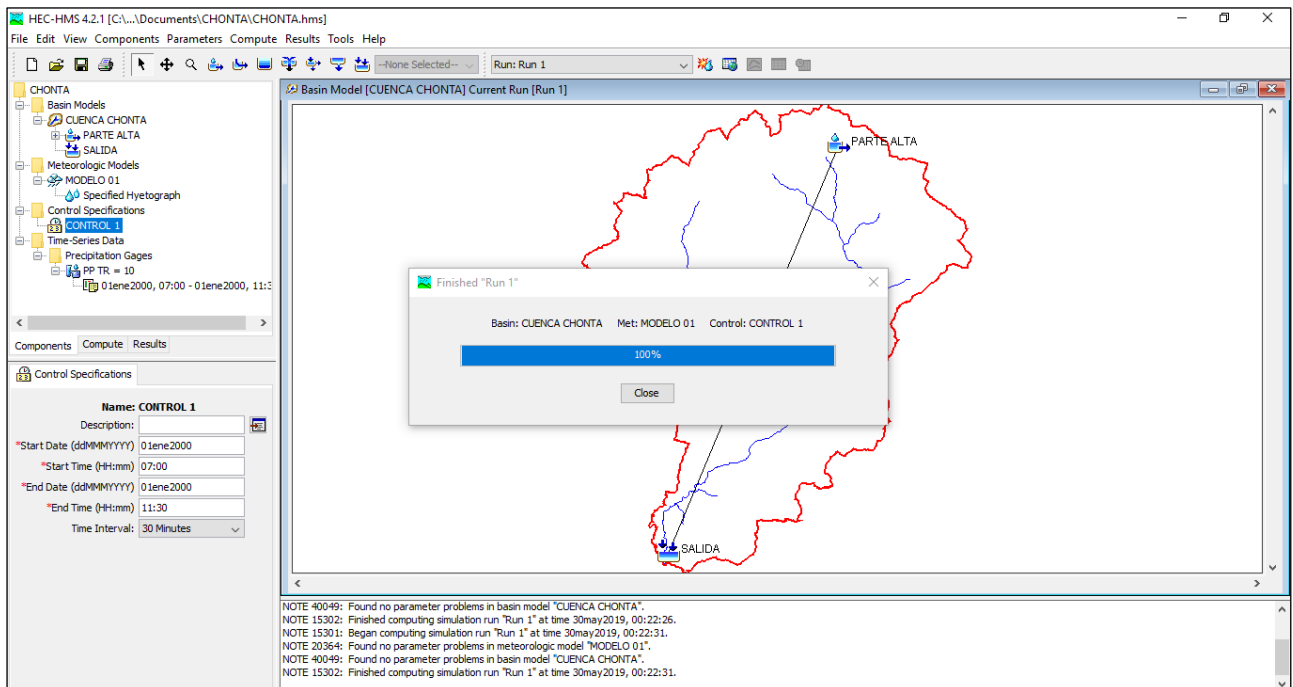 HEC-HMS 4.2.1 [C:\...\Documents\CHONTA\CHONTA.hms]
File Edit View Components Parameters Compute Results Tools Help
--None Selected-- Run: Run 1
CHONTA
Basin Models
CUENCA CHONTA
PARTE ALTA
SALIDA
Meteorologic Models
MODELO 01
Specified Hyetograph
Control Specifications
CONTROL 1
Time-Series Data
Precipitation Gages
PP TR = 10
01ene2000, 07:00 - 01ene2000, 11:3
Components Compute Results
Control Specifications
Name: CONTROL 1
Description:
*Start Date (ddMMMYYYY) 01ene2000
*Start Time (HH:mm) 07:00
*End Date (ddMMMYYYY) 01ene2000
*End Time (HH:mm) 11:30
Time Interval: 30 Minutes
Basin Model [CUENCA CHONTA] Current Run [Run 1]
PARTE ALTA
Finished "Run 1"
Basin: CUENCA CHONTA Met: MODELO 01 Control: CONTROL 1
100%
Close
SALIDA
NOTE 40049: Found no parameter problems in basin model "CUENCA CHONTA".
NOTE 15302: Finished computing simulation run "Run 1" at time 30may2019, 00:22:26.
NOTE 15301: Began computing simulation run "Run 1" at time 30may2019, 00:22:31.
NOTE 20364: Found no parameter problems in meteorologic model "MODELO 01".
NOTE 40049: Found no parameter problems in basin model "CUENCA CHONTA".
NOTE 15302: Finished computing simulation run "Run 1" at time 30may2019, 00:22:31.